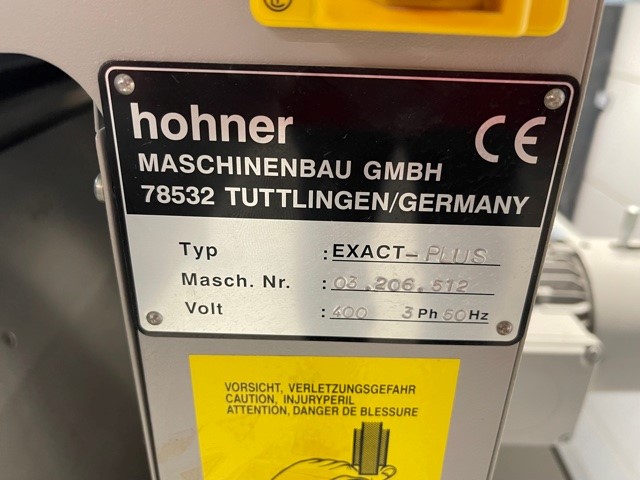 hohner
CE
MASCHINENBAU GMBH
78532 TUTTLINGEN/GERMANY
Typ : EXACT-PLUS
Masch. Nr. : 03.206.512
Volt : 400 3 Ph 50 Hz
VORSICHT, VERLETZUNGSGEFAHR
CAUTION, INJURYPERIL
ATTENTION, DANGER DE BLESSURE